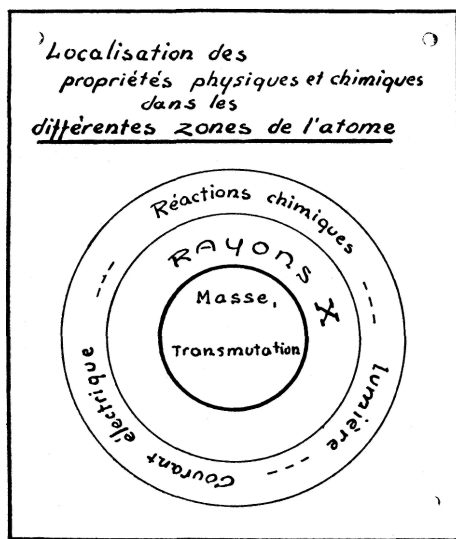 Localisation des
propriétés physiques et chimiques
dans les
différentes zones de l'atome
Réactions chimiques
lumière
Courant électrique
RAYONS X
Masse,
Transmutation